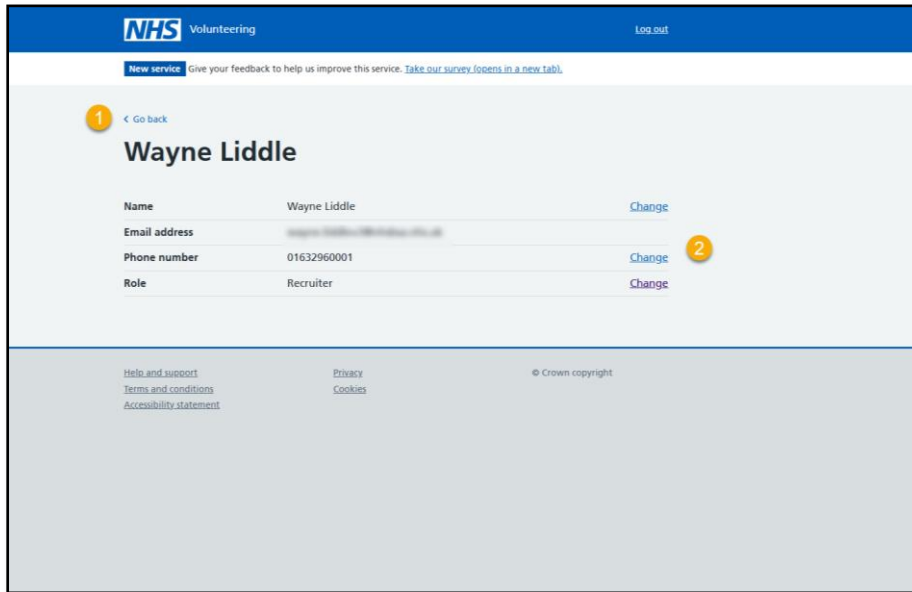 NHS Volunteering Log out
New service Give your feedback to help us improve this service. Take our survey (opens in a new tab).
1 < Go back
Wayne Liddle
Name Wayne Liddle Change
Email address
2
Phone number 01632960001 Change
Role Recruiter Change
Help and support Privacy © Crown copyright
Terms and conditions Cookies
Accessibility statement